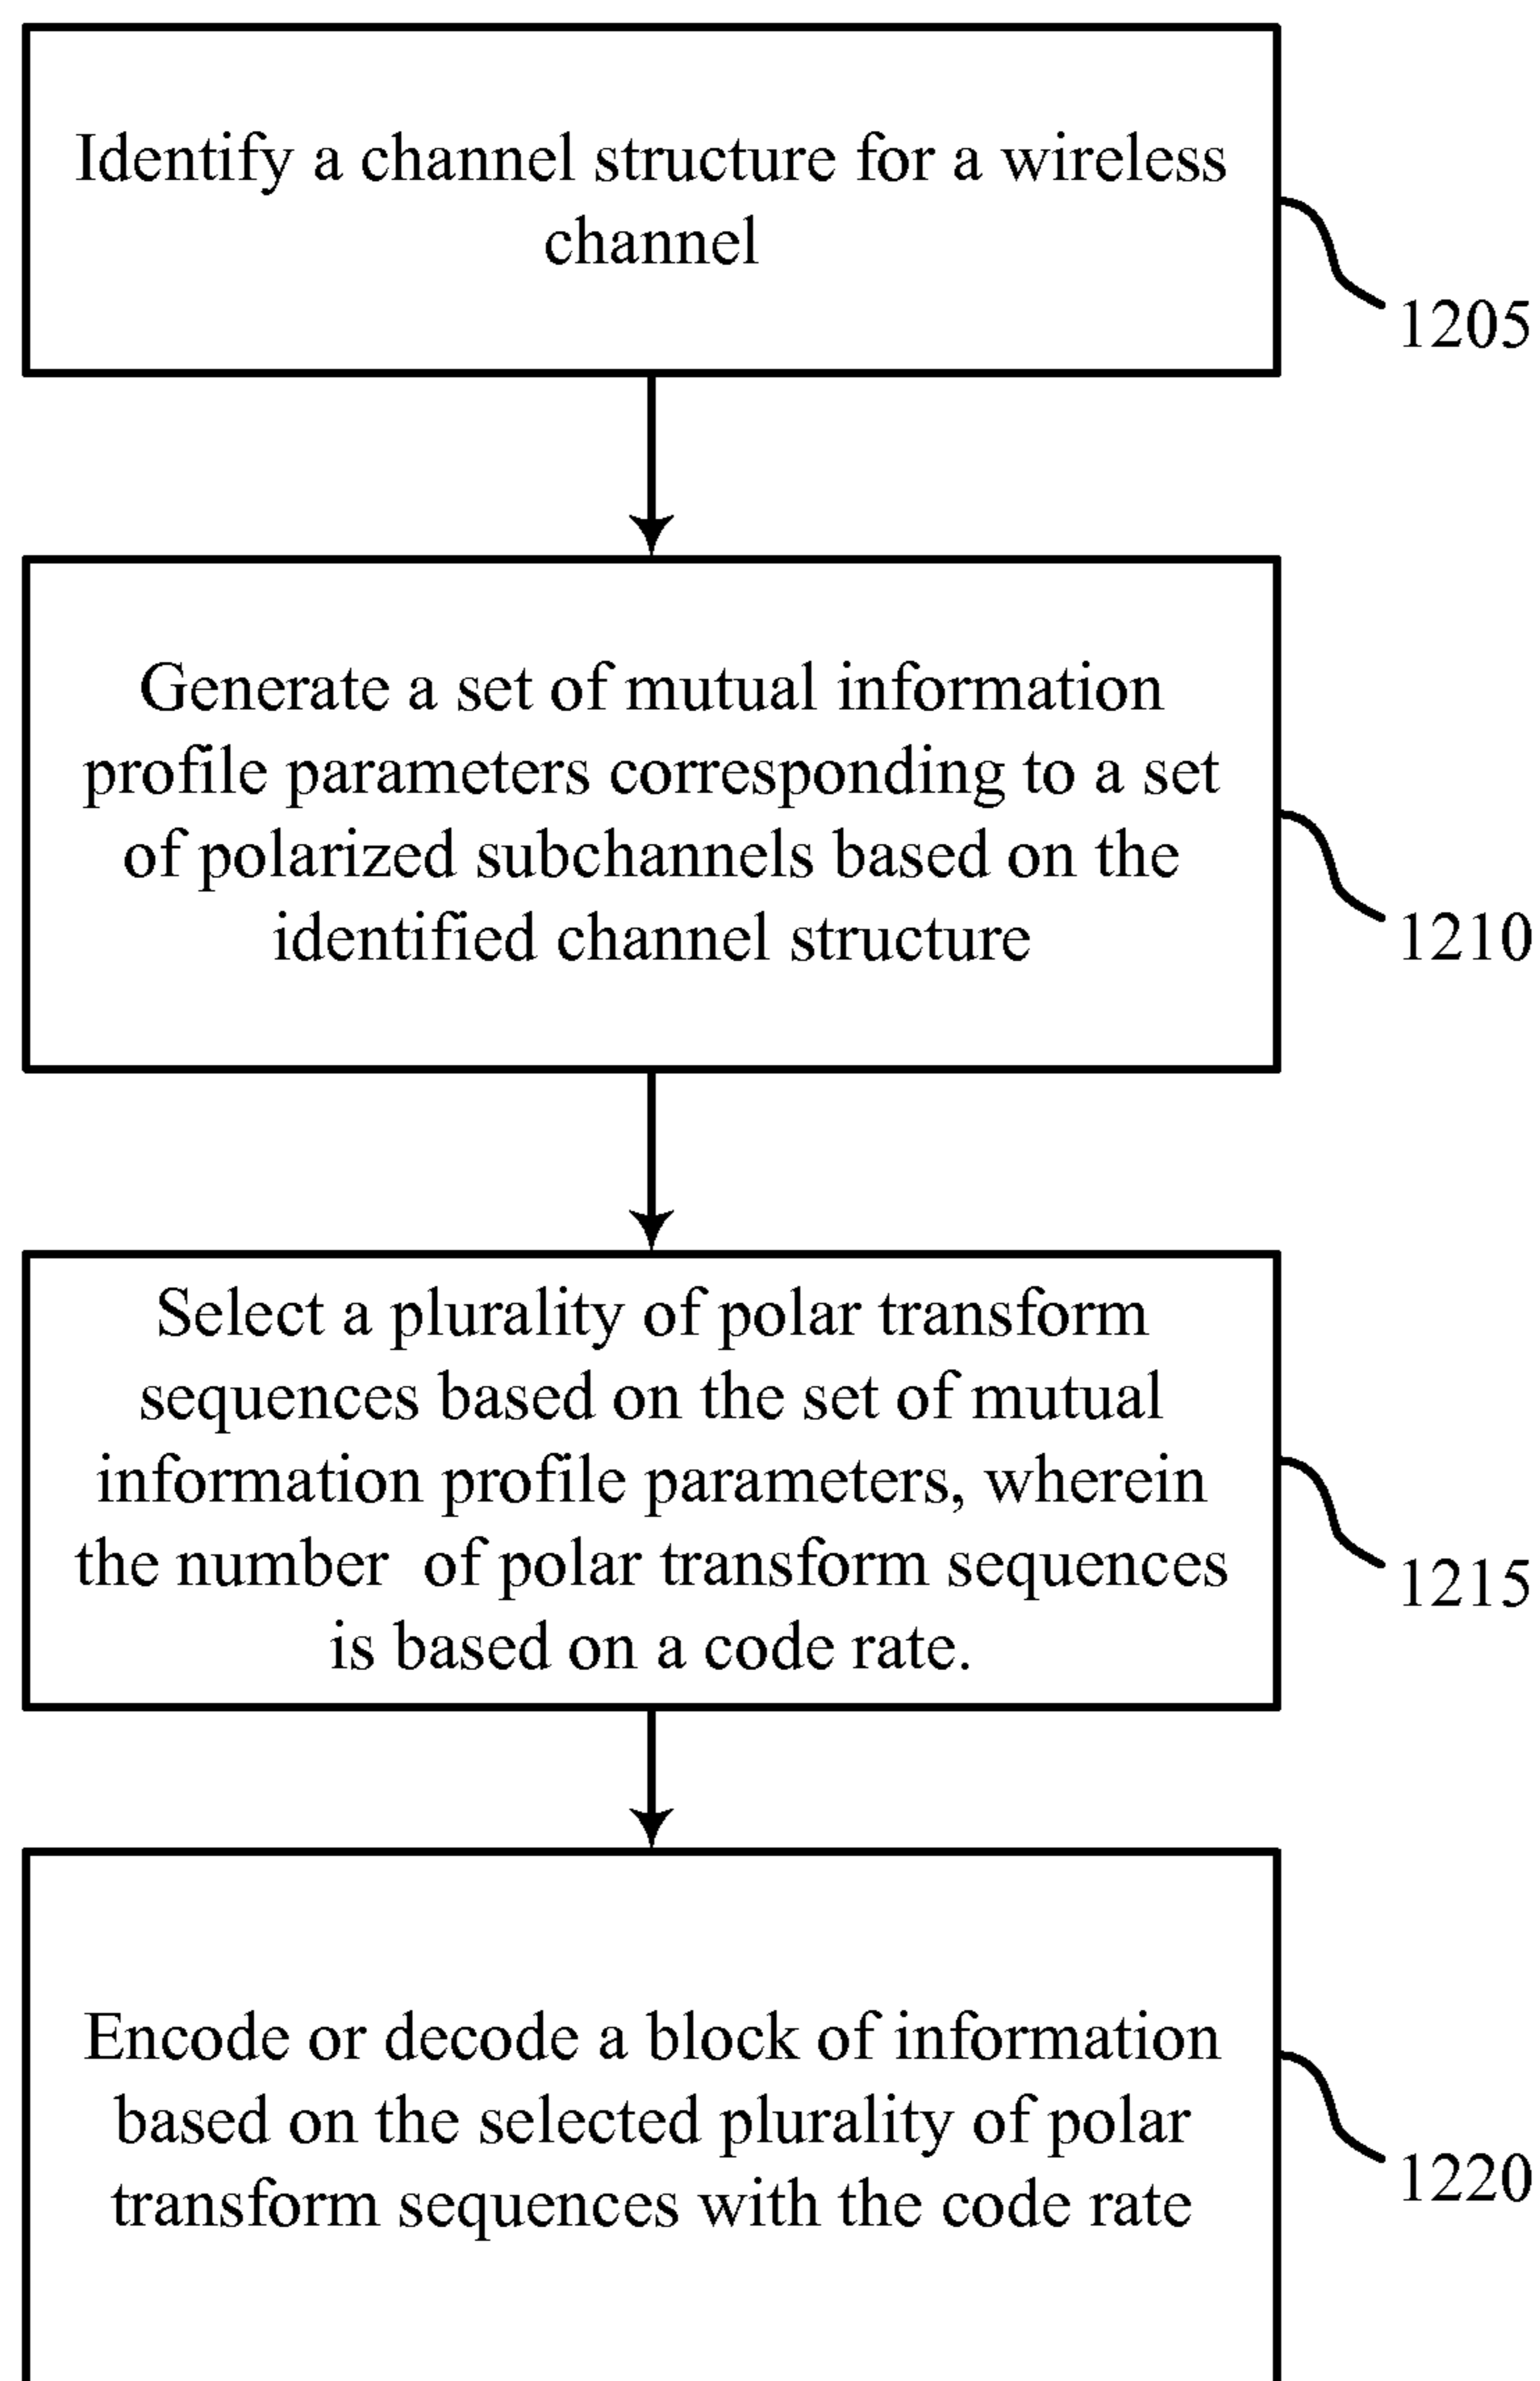 Identify a channel structure for a wireless
channel
1205
Generate a set of mutual information
profile parameters corresponding to a set
of polarized subchannels based on the
identified channel structure
1210
Select a plurality of polar transform
sequences based on the set of mutual
information profile parameters, wherein
the number of polar transform sequences
is based on a code rate.
1215
Encode or decode a block of information
based on the selected plurality of polar
transform sequences with the code rate
1220